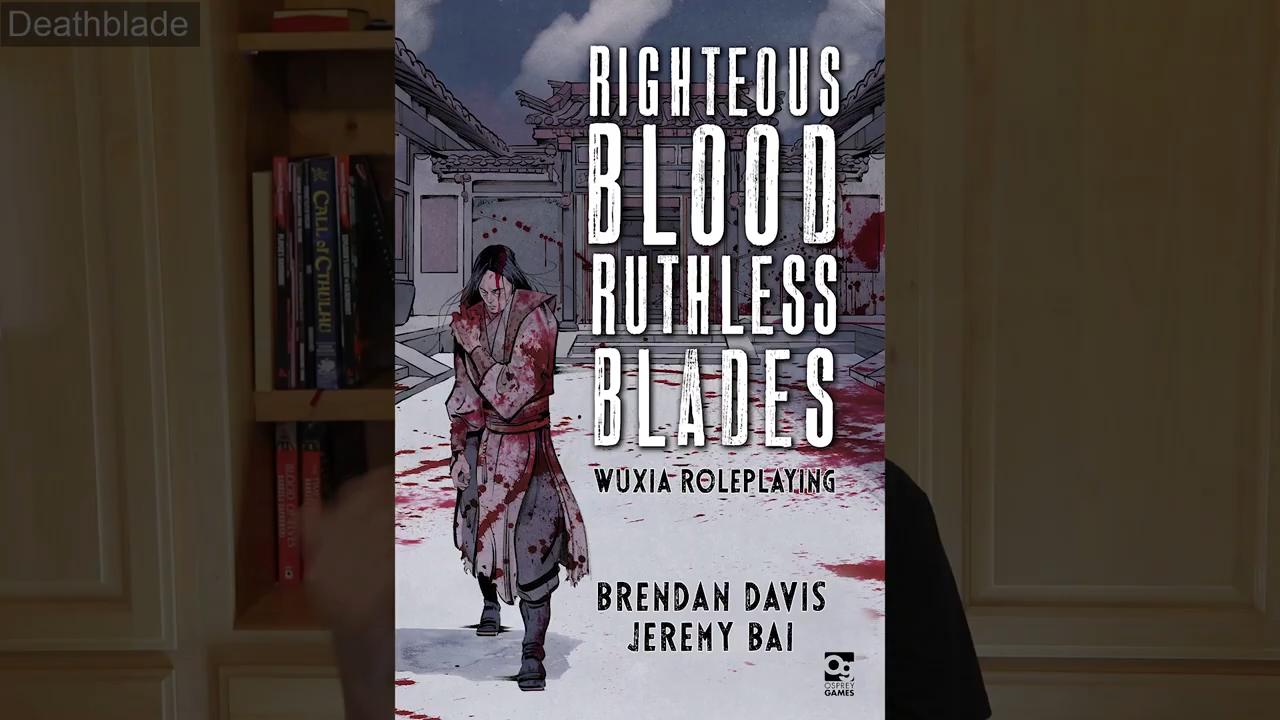 Deathblade
RIGHTEOUS
BLOOD
RUTHLESS
BLADES
WUXIA ROLEPLAYING
BRENDAN DAVIS
JEREMY BAI
OSPREY
GAMES
CALL of CTHULHU